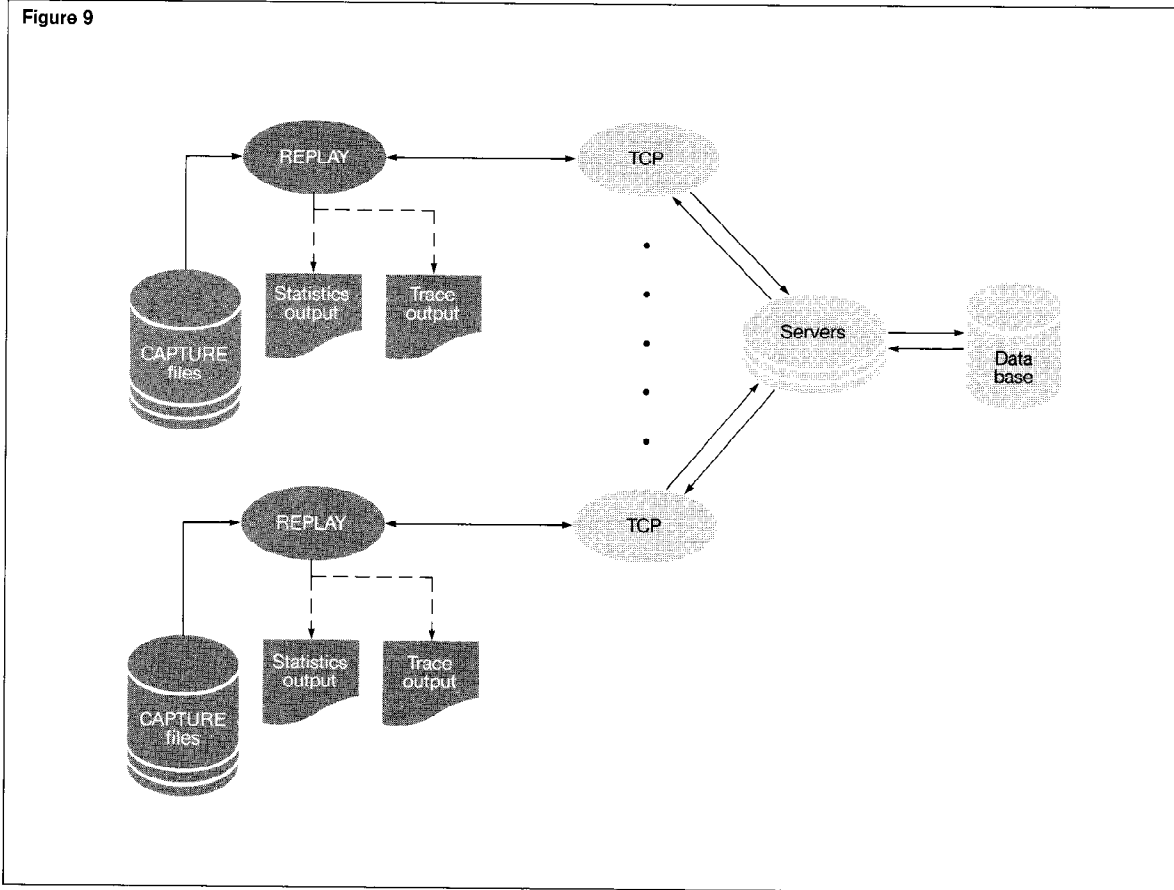 Figure 9
REPLAY
TCP
Statistics
output
Trace
output
CAPTURE
files
Servers
Data
base
REPLAY
TCP
Statistics
output
Trace
output
CAPTURE
files